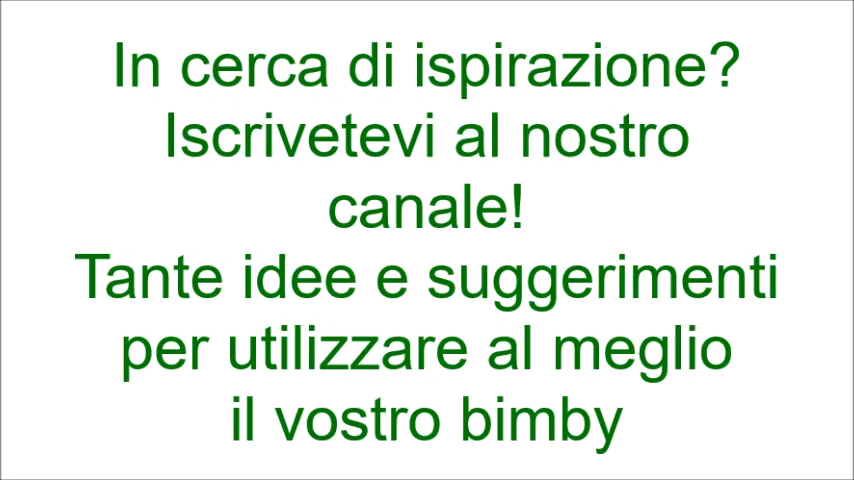 In cerca di ispirazione?
Iscrivetevi al nostro
canale!
Tante idee e suggerimenti
per utilizzare al meglio
il vostro bimby